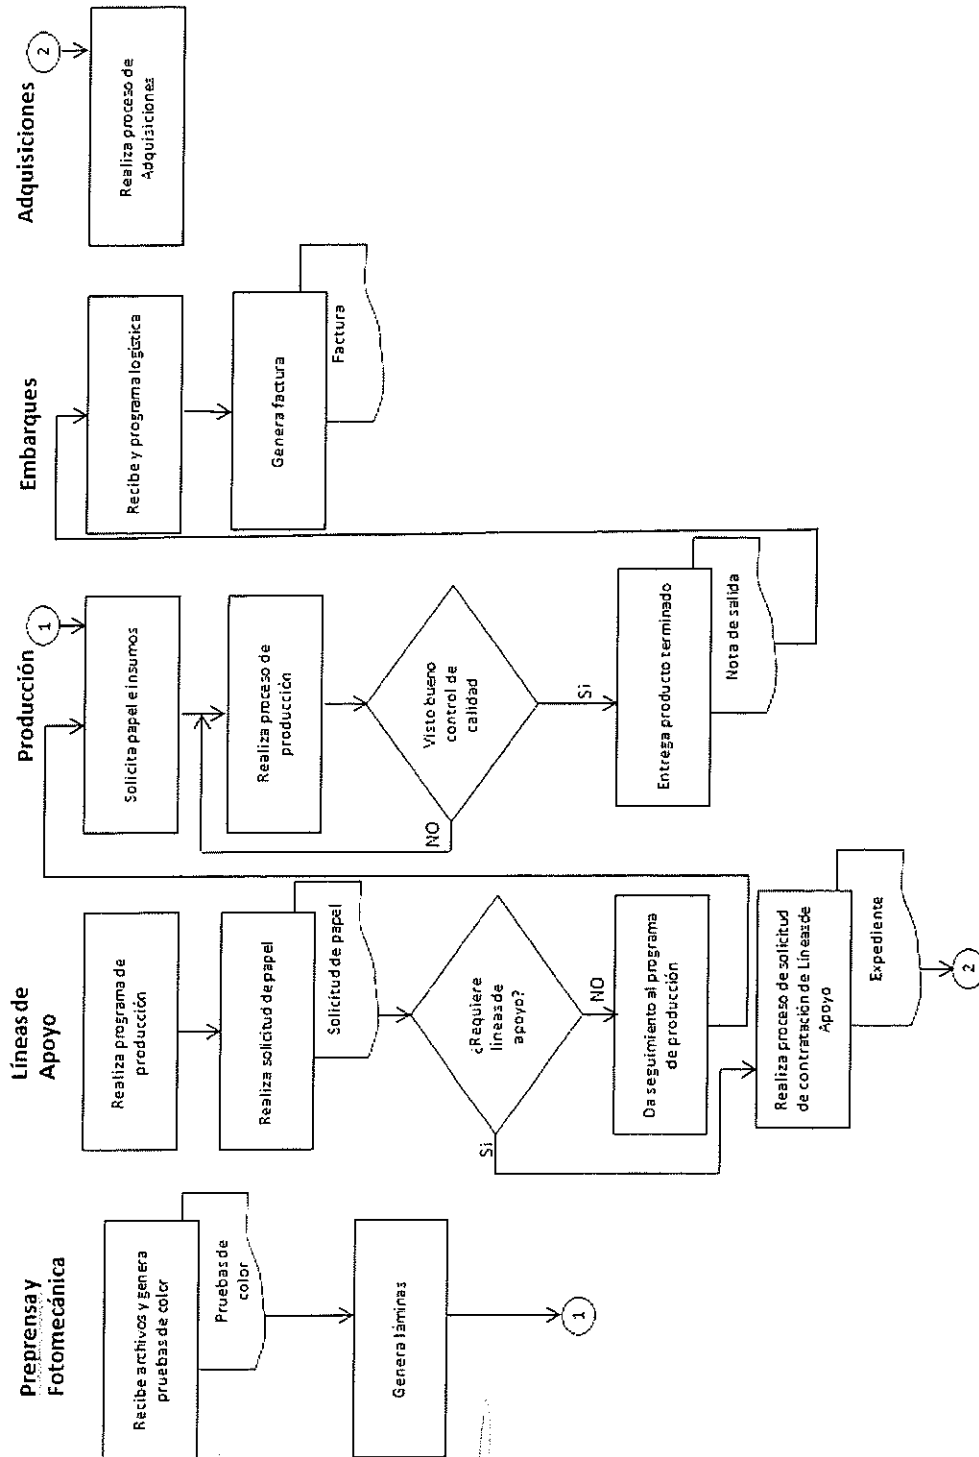 Preprensa y
Fotomecánica
Recibe archivos y genera
pruebas de color
Pruebas de
color
Genera láminas
1
Líneas de
Apoyo
Realiza programa de
producción
Realiza solicitud de papel
Solicitud de papel
¿Requiere
líneas de
apoyo?
Si
NO
Da seguimiento al programa
de producción
Realiza proceso de solicitud
de contratación de Líneas de
Apoyo
Expediente
2
Producción
1
Solicita papel e insumos
Realiza proceso de
producción
Visto bueno
control de
calidad
NO
Si
Entrega producto terminado
Nota de salida
Embarques
Recibe y programa logística
Genera factura
Factura
Adquisiciones
2
Realiza proceso de
Adquisiciones